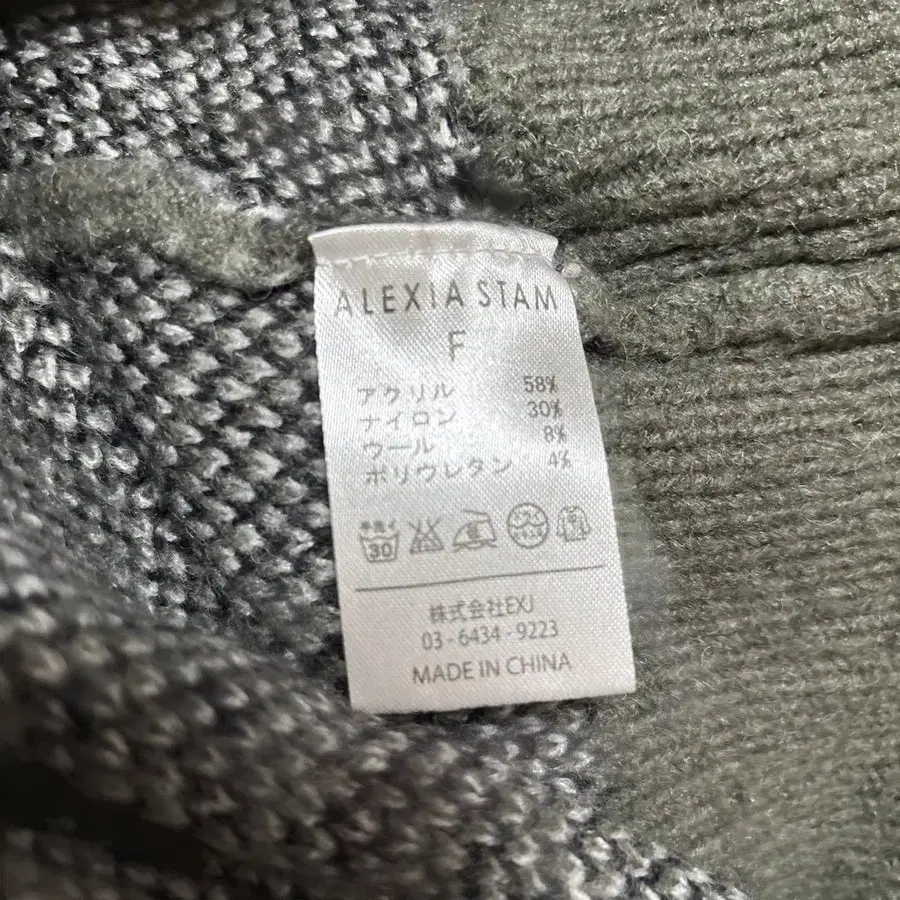 ALEXIA STAM
F
アクリル 58%
ナイロン 30%
ウール 8%
ポリウレタン 4%
30
株式会社EXJ
03-6434-9223
MADE IN CHINA